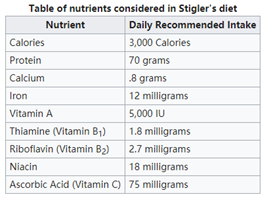 Table of nutrients considered in Stigler's diet
Nutrient Daily Recommended Intake
Calories 3,000 Calories
Protein 70 grams
Calcium .8 grams
Iron 12 milligrams
Vitamin A 5,000 IU
Thiamine (Vitamin B₁) 1.8 milligrams
Riboflavin (Vitamin B₂) 2.7 milligrams
Niacin 18 milligrams
Ascorbic Acid (Vitamin C) 75 milligrams